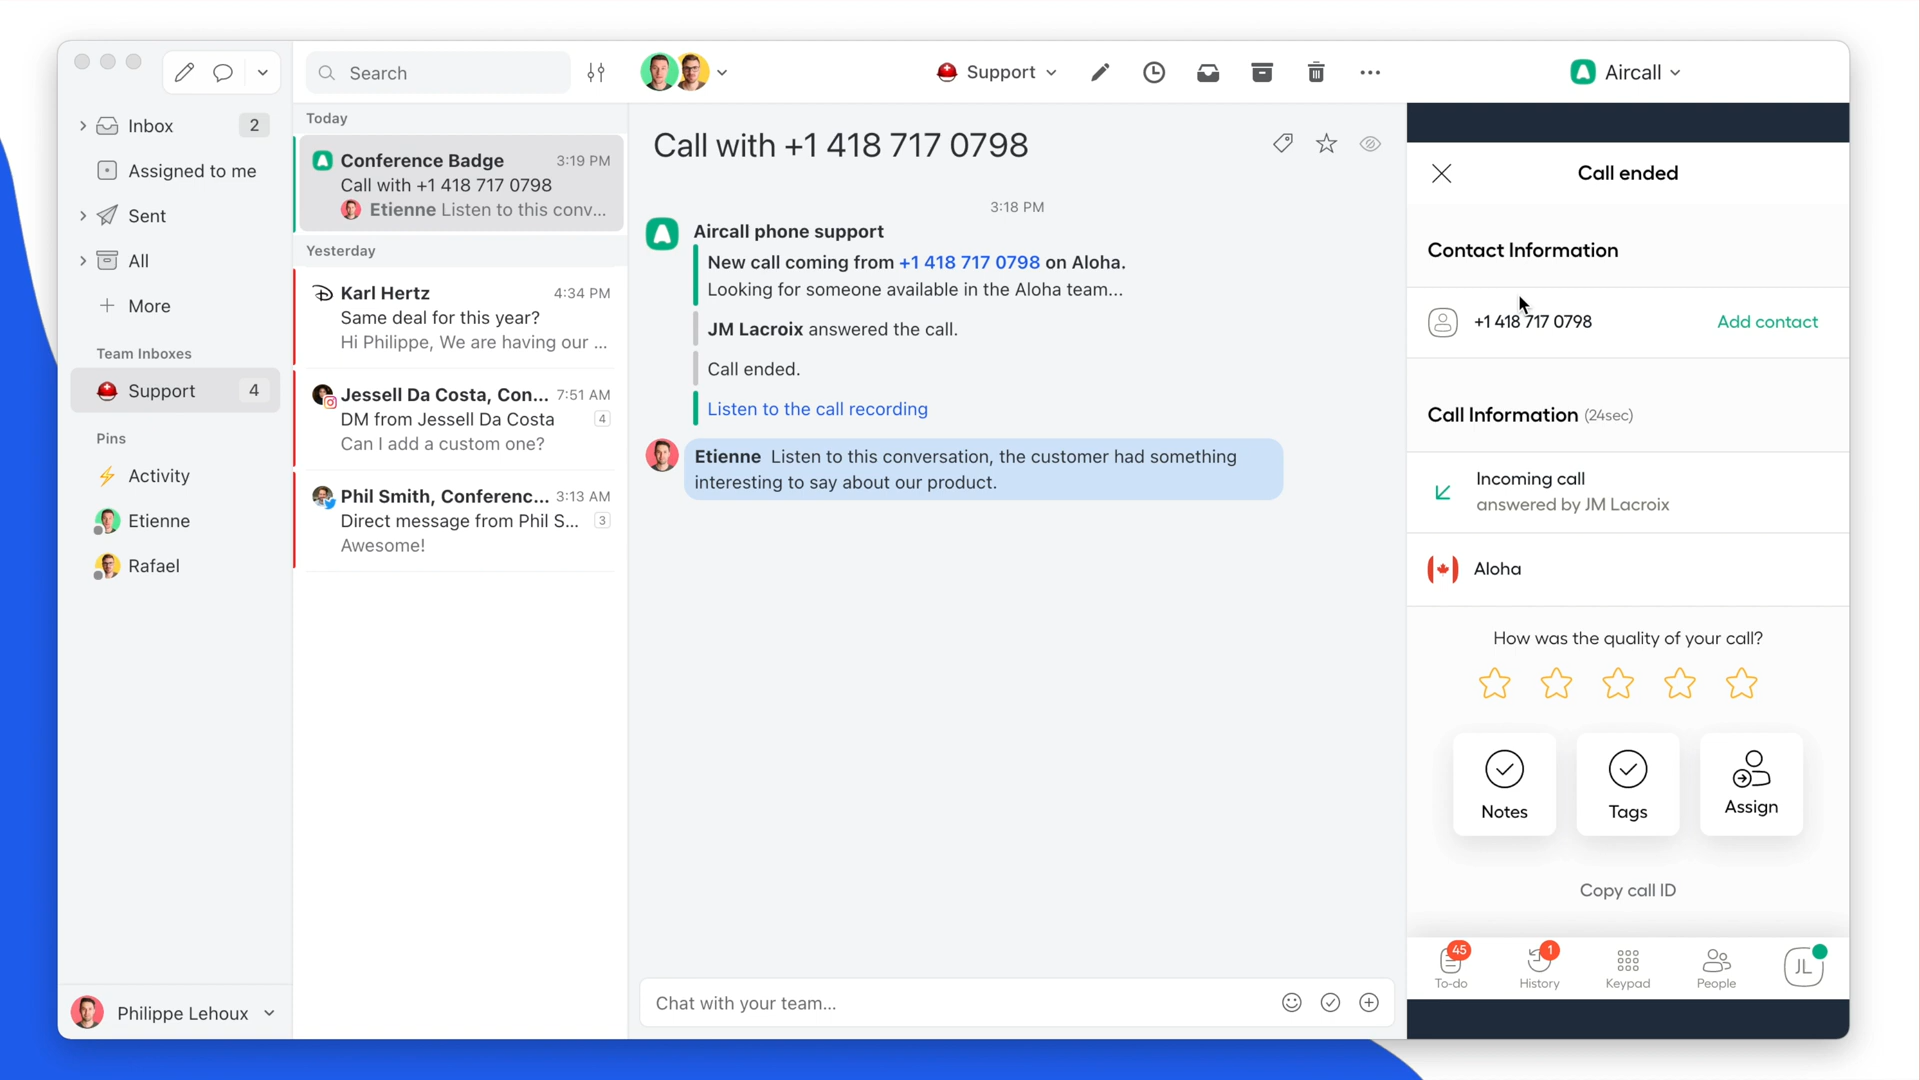 Search
Support
Aircall
Inbox
2
Assigned to me
Sent
All
More
Team Inboxes
Support
4
Pins
Activity
Etienne
Rafael
Philippe Lehoux
Today
Conference Badge
3:19 PM
Call with +1 418 717 0798
Etienne Listen to this conv...
Yesterday
Karl Hertz
4:34 PM
Same deal for this year?
Hi Philippe, We are having our ...
Jessell Da Costa, Con...
7:51 AM
DM from Jessell Da Costa
4
Can I add a custom one?
Phil Smith, Conferenc...
3:13 AM
Direct message from Phil S...
3
Awesome!
Call with +1 418 717 0798
3:18 PM
Aircall phone support
New call coming from +1 418 717 0798 on Aloha.
Looking for someone available in the Aloha team...
JM Lacroix answered the call.
Call ended.
Listen to the call recording
Etienne Listen to this conversation, the customer had something
interesting to say about our product.
Chat with your team...
Call ended
Contact Information
+1 418 717 0798
Add contact
Call Information (24sec)
Incoming call
answered by JM Lacroix
Aloha
How was the quality of your call?
Notes
Tags
Assign
Copy call ID
45
To-do
1
History
Keypad
People
JL